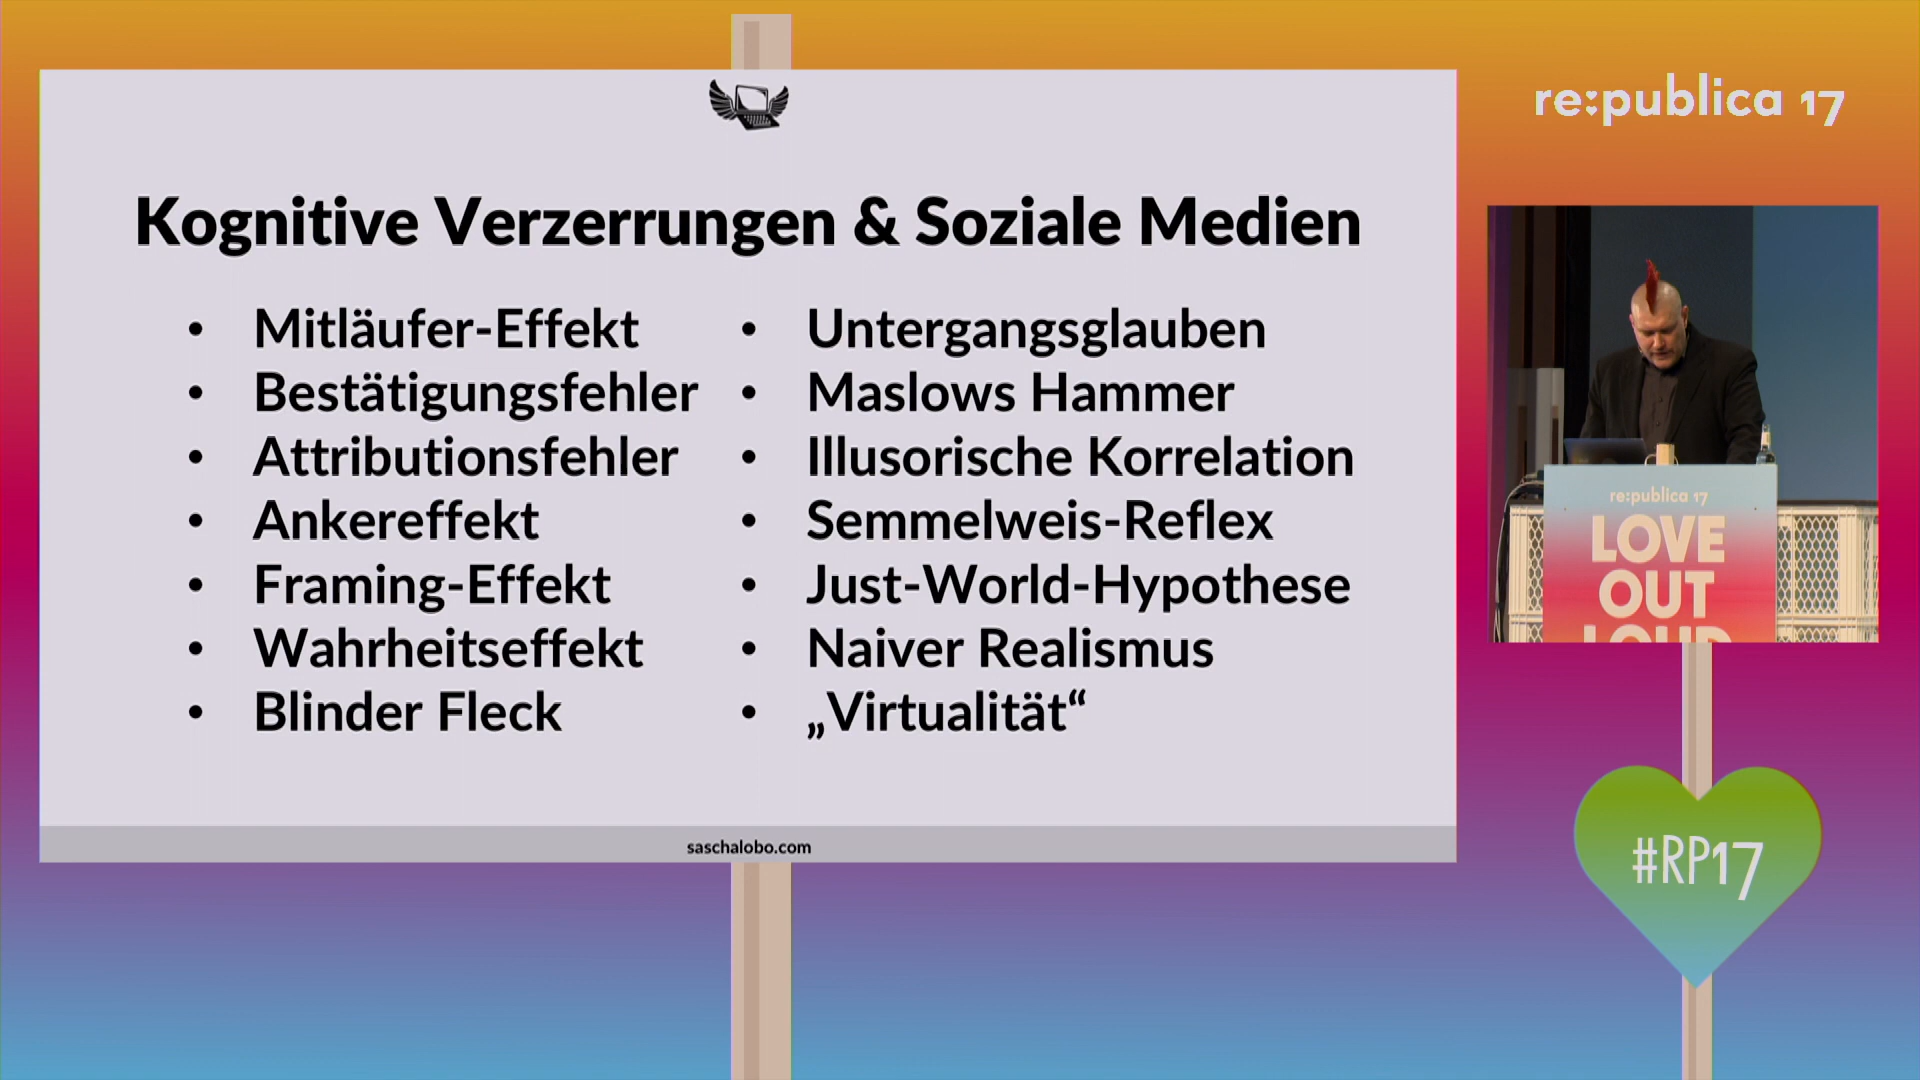 Kognitive Verzerrungen & Soziale Medien
• Mitläufer-Effekt
• Bestätigungsfehler
• Attributionsfehler
• Ankereffekt
• Framing-Effekt
• Wahrheitseffekt
• Blinder Fleck
• Untergangsglauben
• Maslows Hammer
• Illusorische Korrelation
• Semmelweis-Reflex
• Just-World-Hypothese
• Naiver Realismus
• „Virtualität“
saschalobo.com
re:publica 17
re:publica 17
LOVE
OUT
LOUD
#RP17